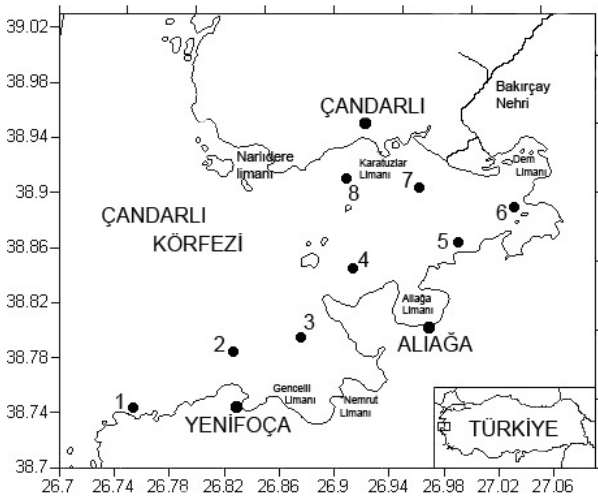 39.02
38.98
38.94
38.9
38.86
38.82
38.78
38.74
38.7
26.7
26.74
26.78
26.82
26.86
26.9
26.94
26.98
27.02
27.06
Bakırçay
Nehri
ÇANDARLI
Narlıdere
limanı
Karatuzlar
Limanı
Dem
Limanı
7
8
6
ÇANDARLI
KÖRFEZİ
5
4
Aliağa
Limanı
3
2
ALIAĞA
Gencelli
Limanı
Nemrut
Limanı
1
YENİFOÇA
TÜRKİYE